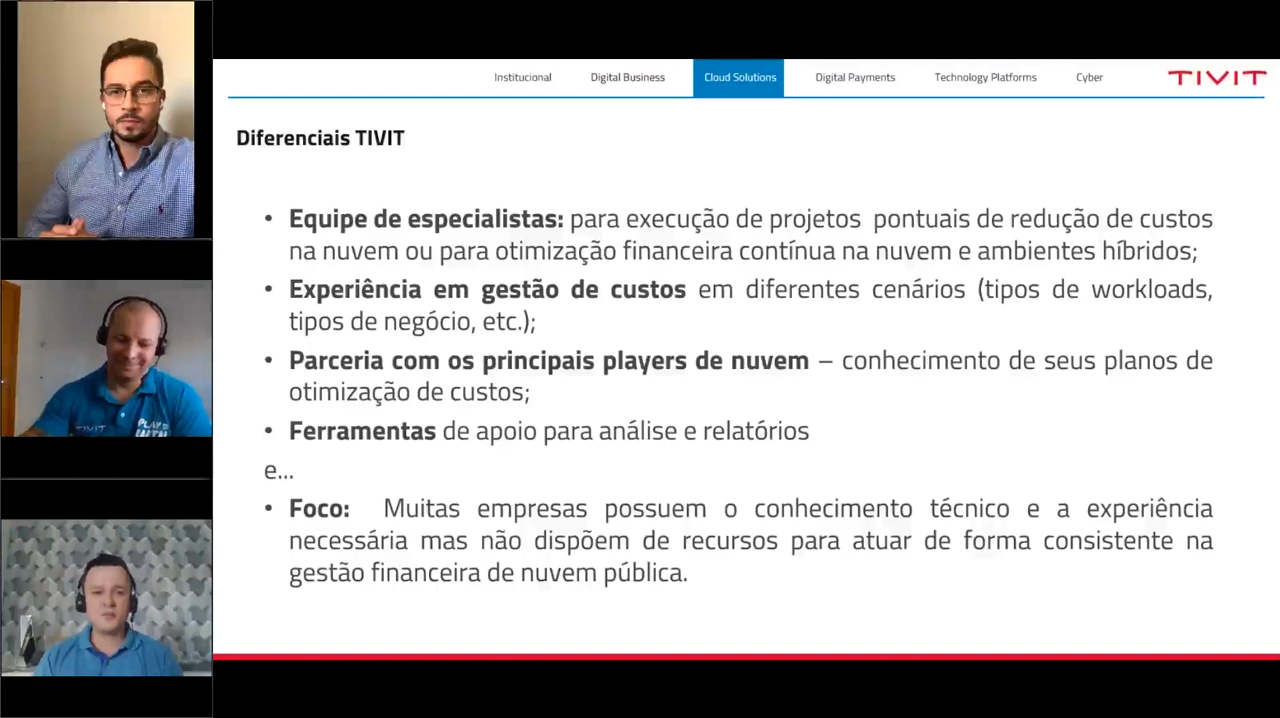 Institucional
Digital Business
Cloud Solutions
Digital Payments
Technology Platforms
Cyber
TIVIT
Diferenciais TIVIT
• Equipe de especialistas: para execução de projetos pontuais de redução de custos
na nuvem ou para otimização financeira contínua na nuvem e ambientes híbridos;
• Experiência em gestão de custos em diferentes cenários (tipos de workloads,
tipos de negócio, etc.);
• Parceria com os principais players de nuvem – conhecimento de seus planos de
otimização de custos;
• Ferramentas de apoio para análise e relatórios
e...
• Foco: Muitas empresas possuem o conhecimento técnico e a experiência
necessária mas não dispõem de recursos para atuar de forma consistente na
gestão financeira de nuvem pública.
TIVIT
PLAY